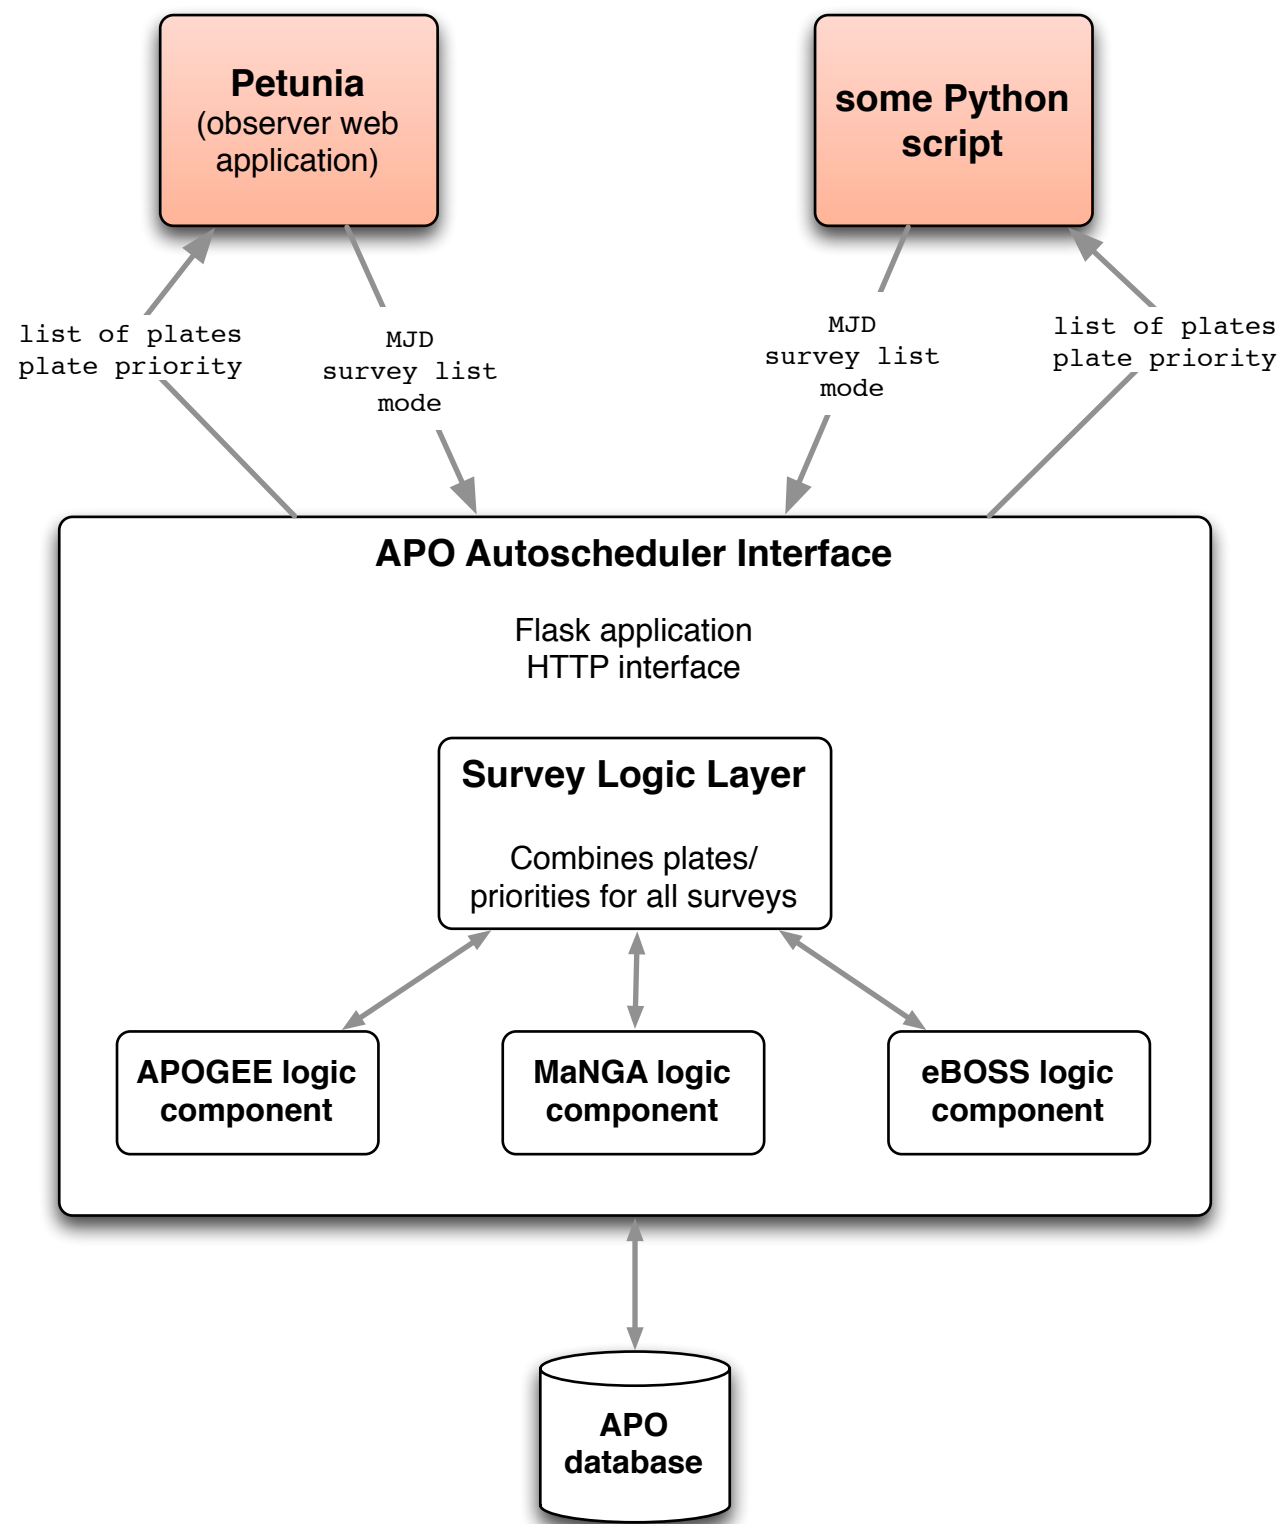 Petunia
(observer web
application)
some Python
script
list of plates
plate priority
MJD
survey list
mode
MJD
survey list
mode
list of plates
plate priority
APO Autoscheduler Interface
Flask application
HTTP interface
Survey Logic Layer
Combines plates/
priorities for all surveys
APOGEE logic
component
MaNGA logic
component
eBOSS logic
component
APO
database